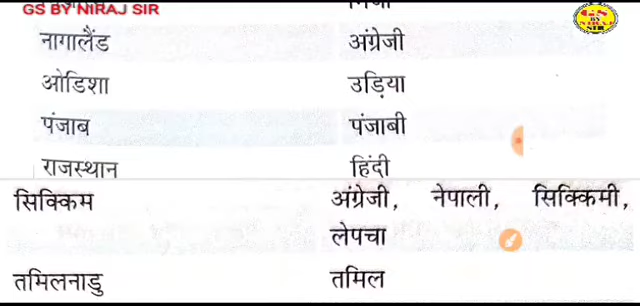 GS BY NIRAJ SIR
नागालैंड अंग्रेजी
ओडिशा उड़िया
पंजाब पंजाबी
राजस्थान हिंदी
सिक्किम अंग्रेजी, नेपाली, सिक्किमी,
लेपचा
तमिलनाडु तमिल